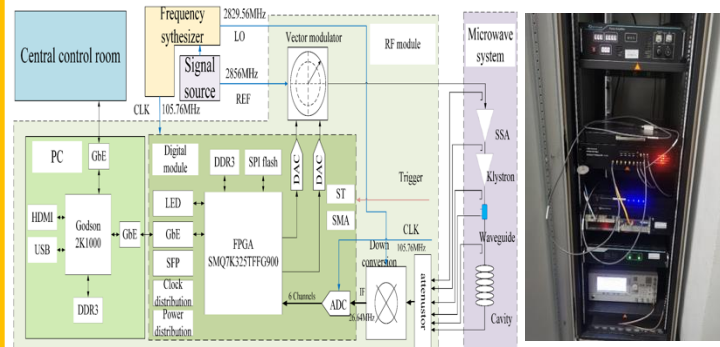 Central control room
Frequency
sythesizer
Signal
source
2829.56MHz
LO
2856MHz
REF
CLK
105.76MHz
Vector modulator
RF module
Microwave
system
PC
GbE
HDMI
USB
Godson
2K1000
GbE
DDR3
Digital
module
DDR3
SPI flash
LED
GbE
SFP
Clock
distribution
Power
distribution
FPGA
SMQ7K325TFFG900
DAC
DAC
ST
SMA
Trigger
CLK
105.76MHz
Down
conversion
6 Channels
ADC
IF
26.64MHz
attenustor
SSA
Klystron
Waveguide
Cavity